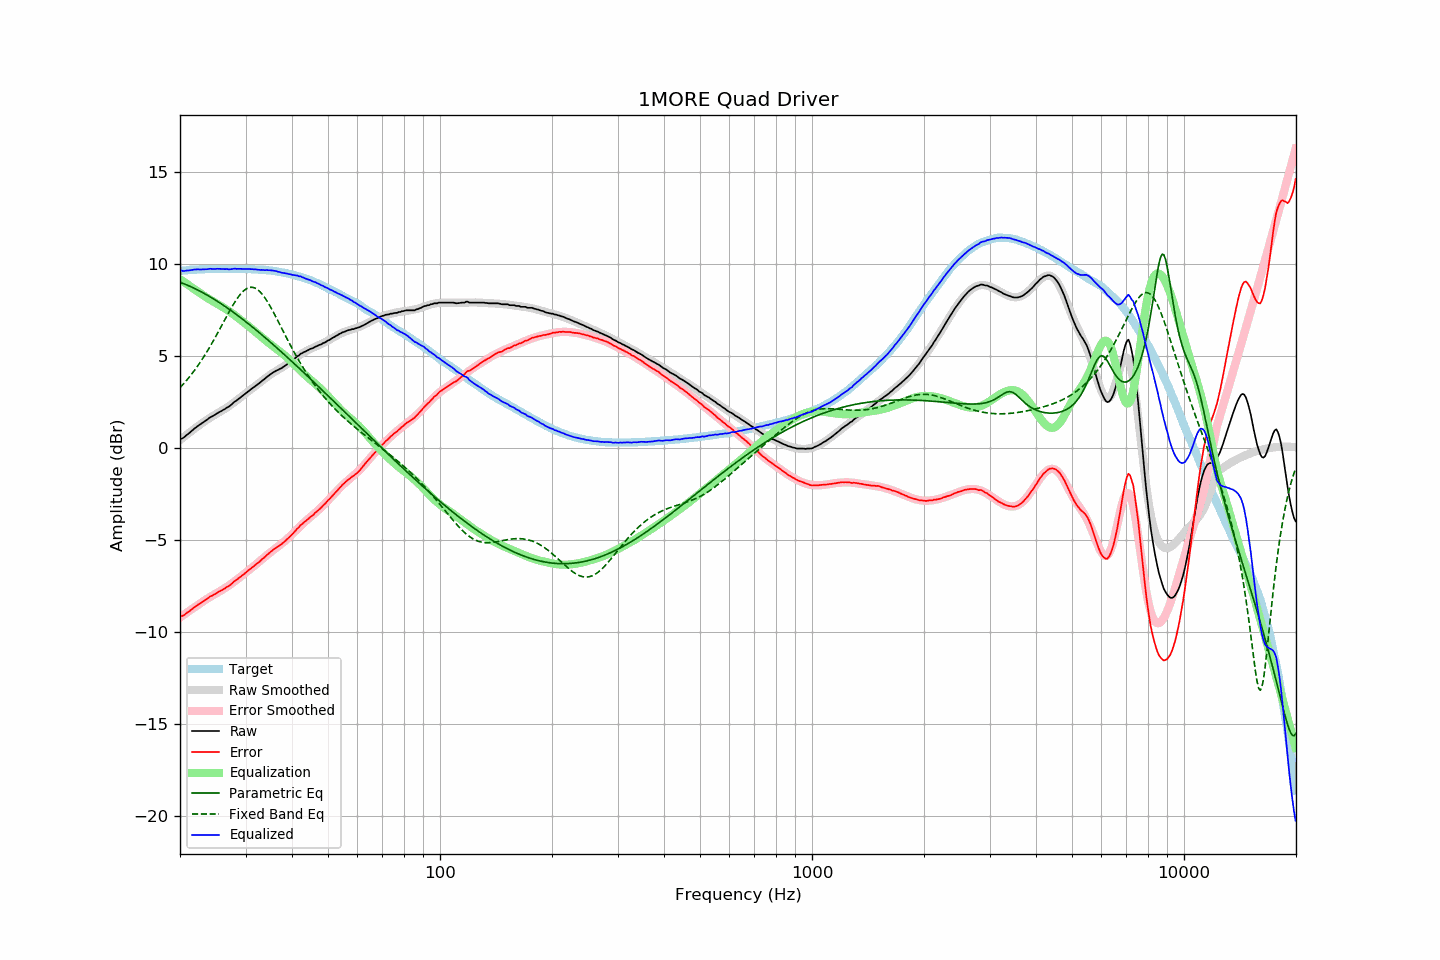 1MORE Quad Driver
Amplitude (dBr)
15
10
5
0
−5
−10
−15
−20
Target
Raw Smoothed
Error Smoothed
Raw
Error
Equalization
Parametric Eq
Fixed Band Eq
Equalized
100
1000
10000
Frequency (Hz)